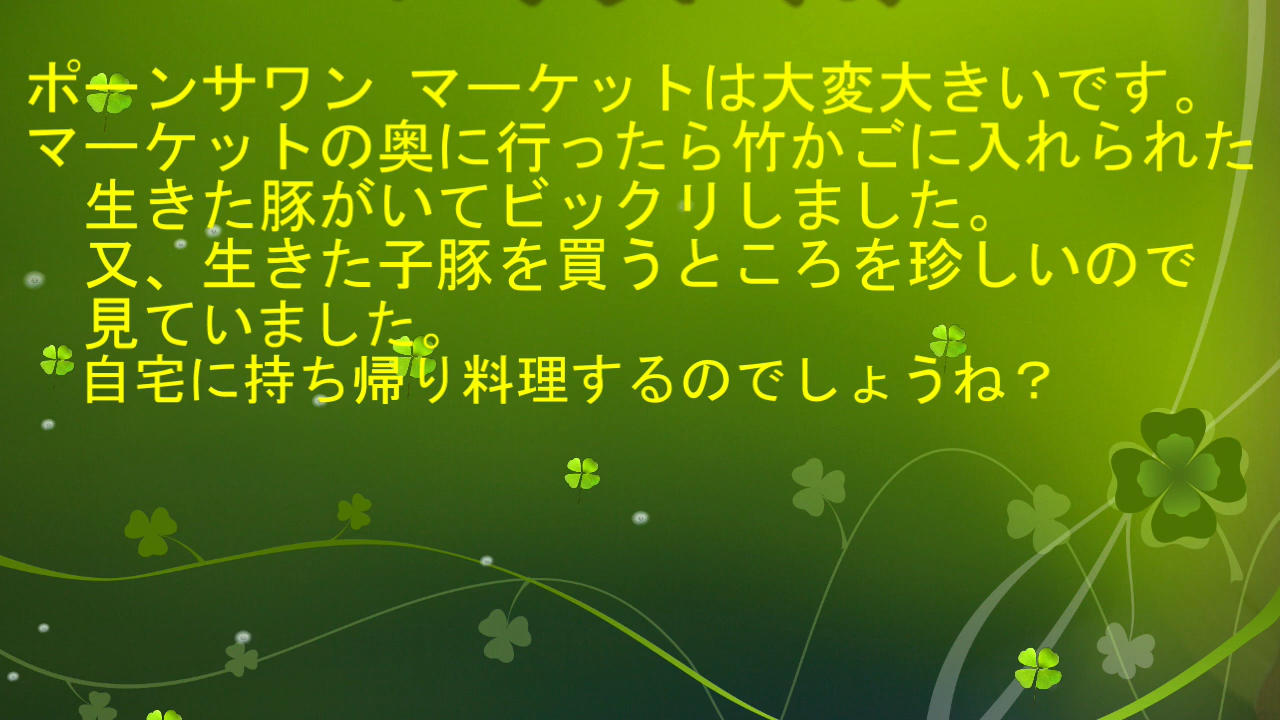 ポーンサワン マーケットは大変大きいです。
マーケットの奥に行ったら竹かごに入れられた
生きた豚がいてビックリしました。
又、生きた子豚を買うところを珍しいので
見ていました。
自宅に持ち帰り料理するのでしょうね？